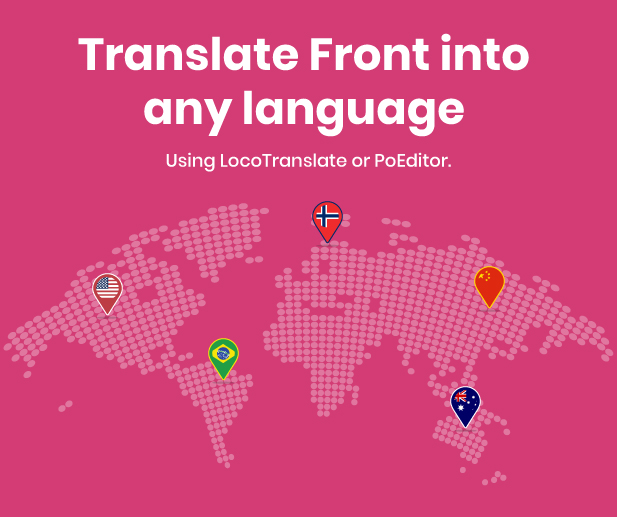 Translate Front into
any language
Using LocoTranslate or PoEditor.